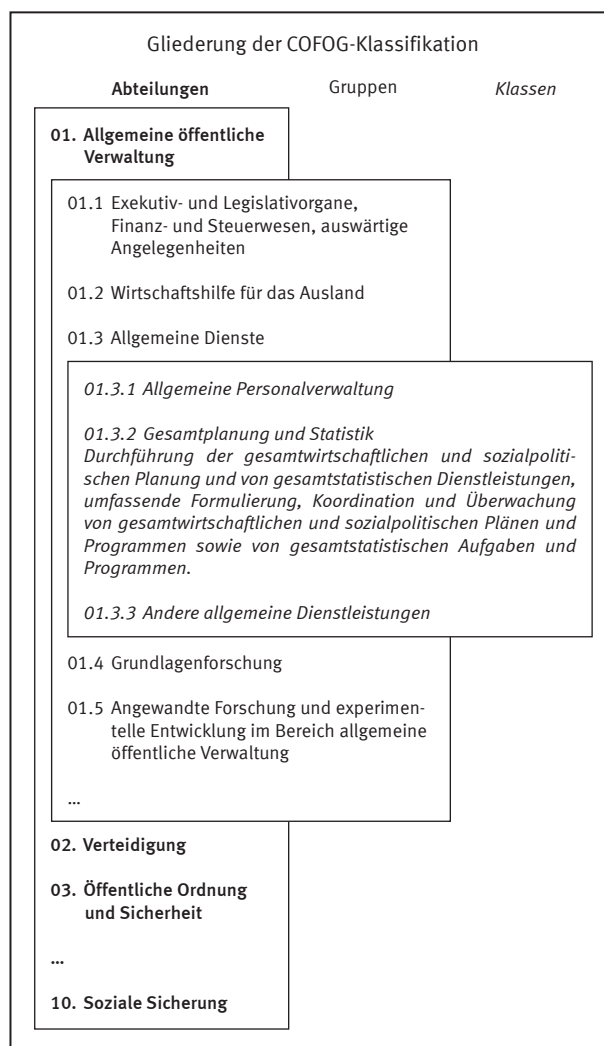 Gliederung der COFOG-Klassifikation
Abteilungen Gruppen Klassen
01. Allgemeine öffentliche
Verwaltung
01.1 Exekutiv- und Legislativorgane,
Finanz- und Steuerwesen, auswärtige
Angelegenheiten
01.2 Wirtschaftshilfe für das Ausland
01.3 Allgemeine Dienste
01.3.1 Allgemeine Personalverwaltung
01.3.2 Gesamtplanung und Statistik
Durchführung der gesamtwirtschaftlichen und sozialpoliti-
schen Planung und von gesamtstatistischen Dienstleistungen,
umfassende Formulierung, Koordination und Überwachung
von gesamtwirtschaftlichen und sozialpolitischen Plänen und
Programmen sowie von gesamtstatistischen Aufgaben und
Programmen.
01.3.3 Andere allgemeine Dienstleistungen
01.4 Grundlagenforschung
01.5 Angewandte Forschung und experimen-
telle Entwicklung im Bereich allgemeine
öffentliche Verwaltung
...
02. Verteidigung
03. Öffentliche Ordnung
und Sicherheit
...
10. Soziale Sicherung